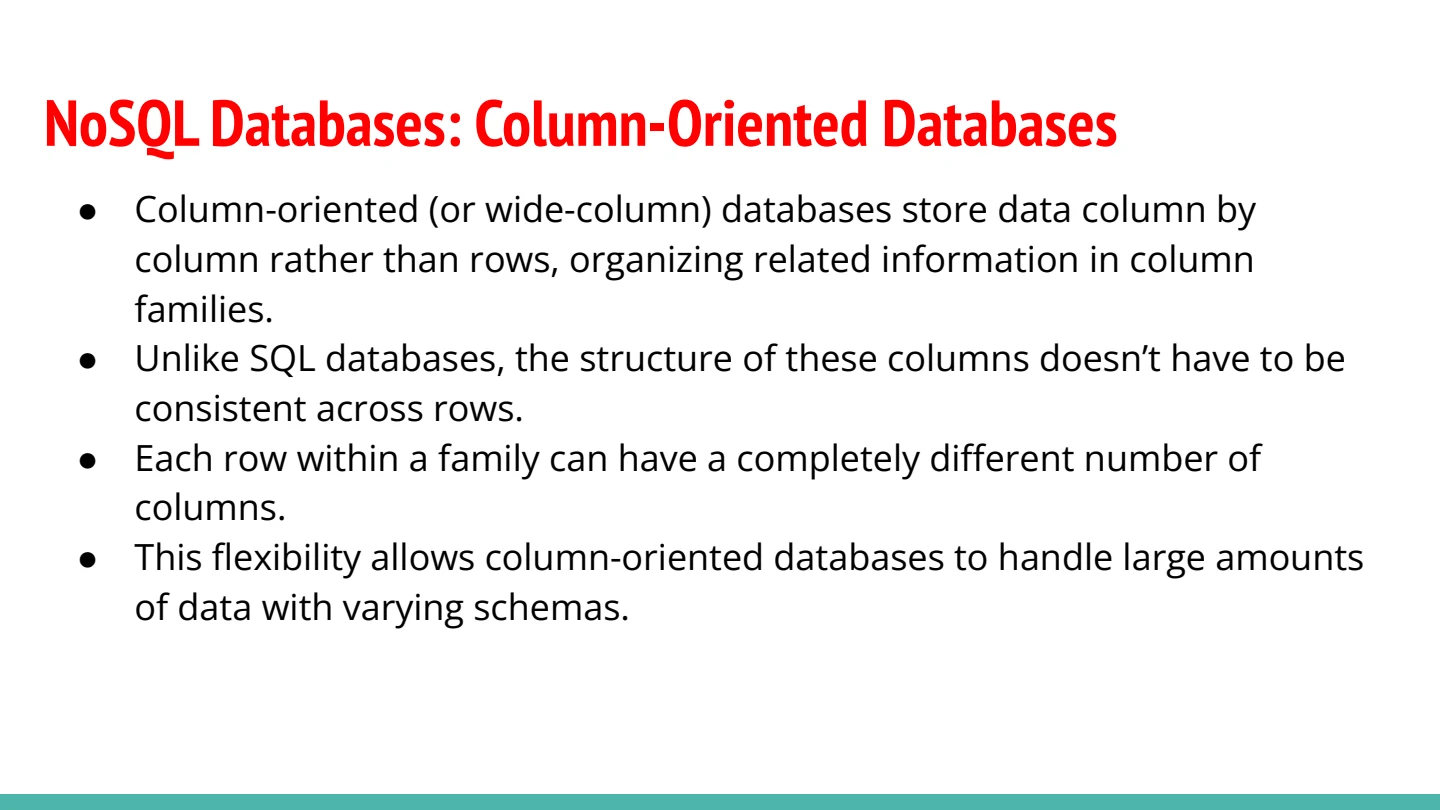 NoSQL Databases: Column-Oriented Databases
● Column-oriented (or wide-column) databases store data column by
column rather than rows, organizing related information in column
families.
● Unlike SQL databases, the structure of these columns doesn’t have to be
consistent across rows.
● Each row within a family can have a completely different number of
columns.
● This flexibility allows column-oriented databases to handle large amounts
of data with varying schemas.